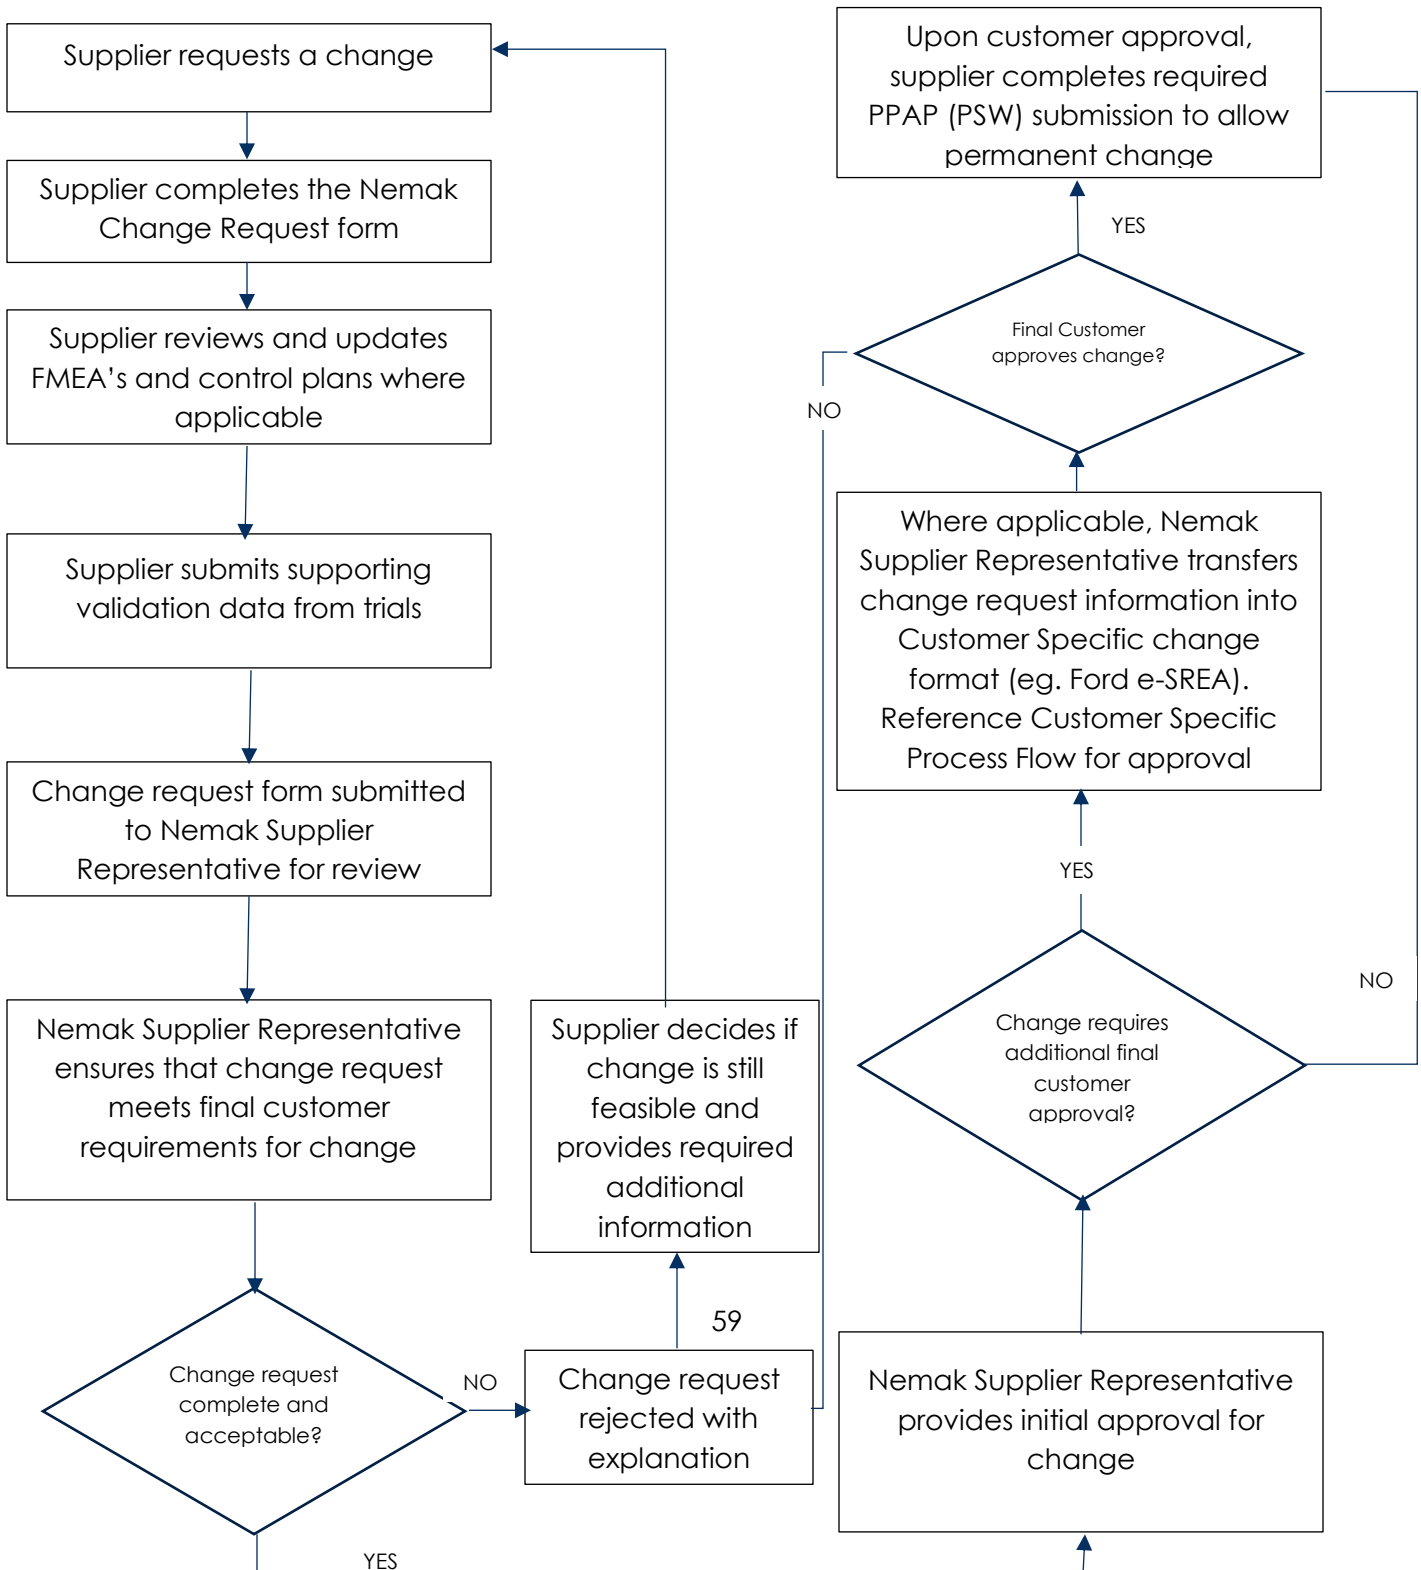 Supplier requests a change
Supplier completes the Nemak
Change Request form
Supplier reviews and updates
FMEA’s and control plans where
applicable
Supplier submits supporting
validation data from trials
Change request form submitted
to Nemak Supplier
Representative for review
Nemak Supplier Representative
ensures that change request
meets final customer
requirements for change
Change request
complete and
acceptable?
NO
YES
Change request
rejected with
explanation
59
Supplier decides if
change is still
feasible and
provides required
additional
information
Nemak Supplier Representative
provides initial approval for
change
Change requires
additional final
customer
approval?
NO
YES
Where applicable, Nemak
Supplier Representative transfers
change request information into
Customer Specific change
format (eg. Ford e-SREA).
Reference Customer Specific
Process Flow for approval
Final Customer
approves change?
NO
YES
Upon customer approval,
supplier completes required
PPAP (PSW) submission to allow
permanent change